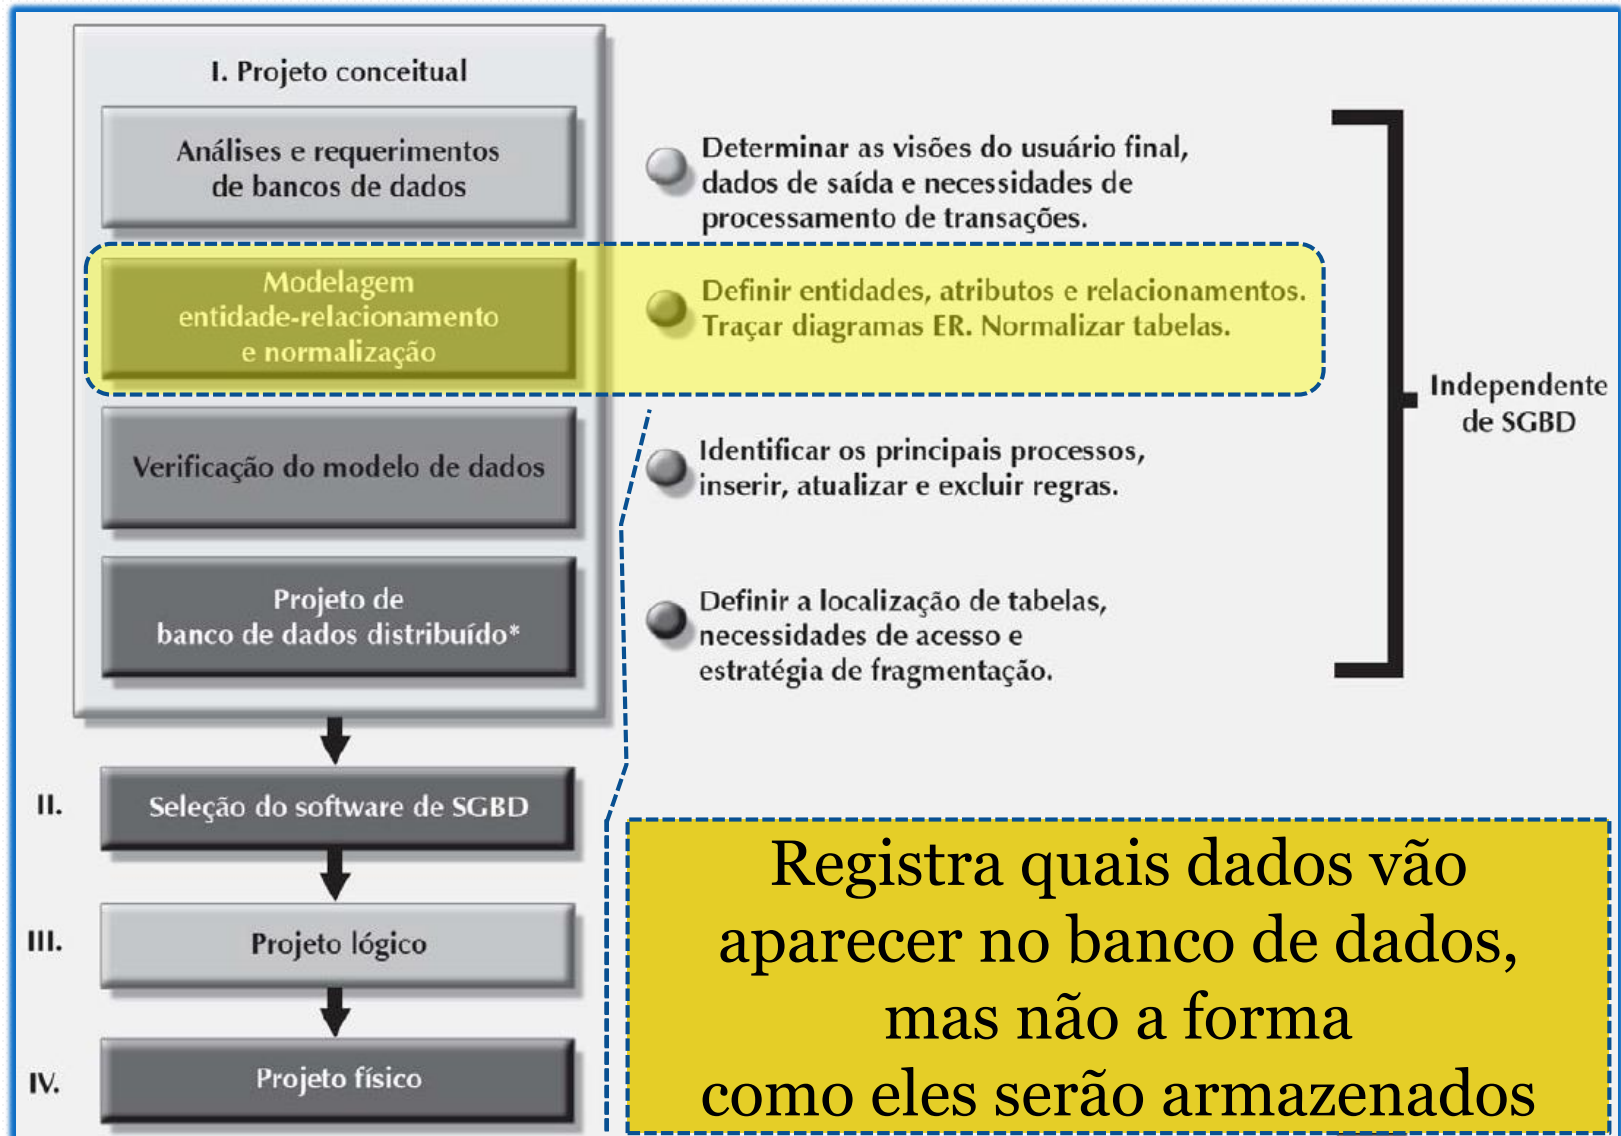 I. Projeto conceitual
Análises e requerimentos
de bancos de dados
Determinar as visões do usuário final,
dados de saída e necessidades de
processamento de transações.
Modelagem
entidade-relacionamento
e normalização
Definir entidades, atributos e relacionamentos.
Traçar diagramas ER. Normalizar tabelas.
Verificação do modelo de dados
Identificar os principais processos,
inserir, atualizar e excluir regras.
Projeto de
banco de dados distribuído*
Definir a localização de tabelas,
necessidades de acesso e
estratégia de fragmentação.
Independente
de SGBD
II.
Seleção do software de SGBD
III.
Projeto lógico
IV.
Projeto físico
Registra quais dados vão
aparecer no banco de dados,
mas não a forma
como eles serão armazenados